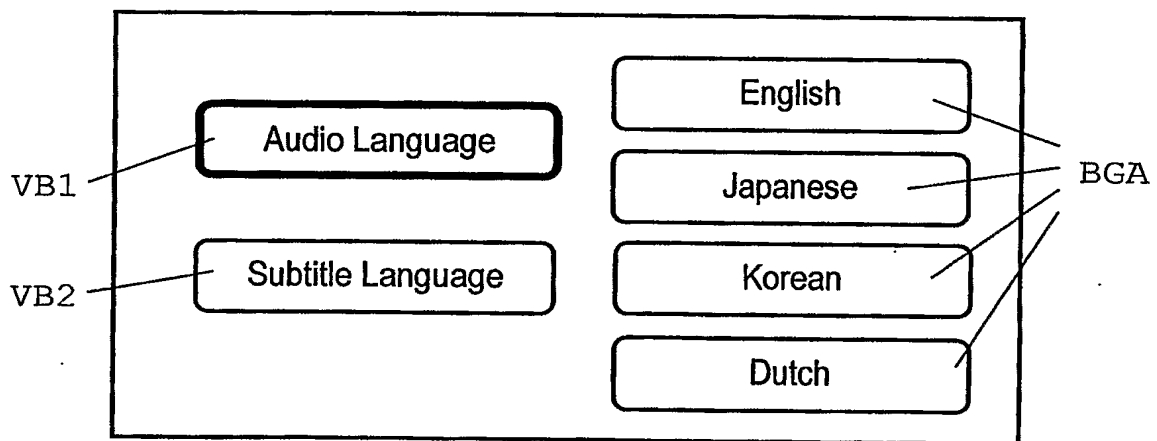 English
Audio Language
VB1
Japanese
BGA
Subtitle Language
VB2
Korean
Dutch